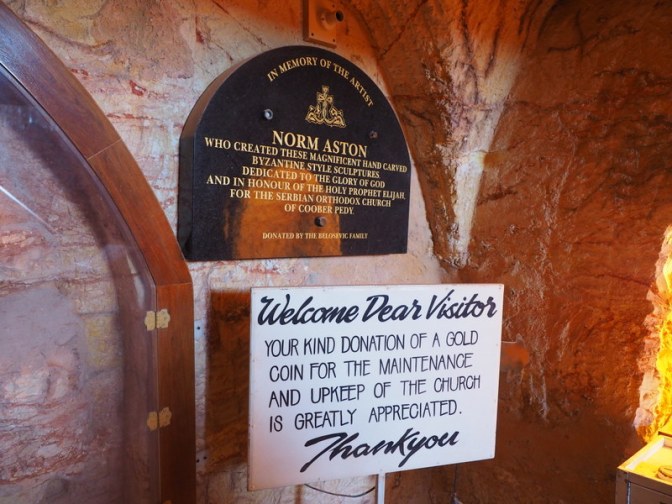 IN MEMORY OF THE ARTIST
NORM ASTON
WHO CREATED THESE MAGNIFICENT HAND CARVED
BYZANTINE STYLE SCULPTURES
DEDICATED TO THE GLORY OF GOD
AND IN HONOUR OF THE HOLY PROPHET ELIJAH,
FOR THE SERBIAN ORTHODOX CHURCH
OF COOBER PEDY.
DONATED BY THE BELOSEVIC FAMILY
Welcome Dear Visitor
YOUR KIND DONATION OF A GOLD
COIN FOR THE MAINTENANCE
AND UPKEEP OF THE CHURCH
IS GREATLY APPRECIATED.
Thankyou